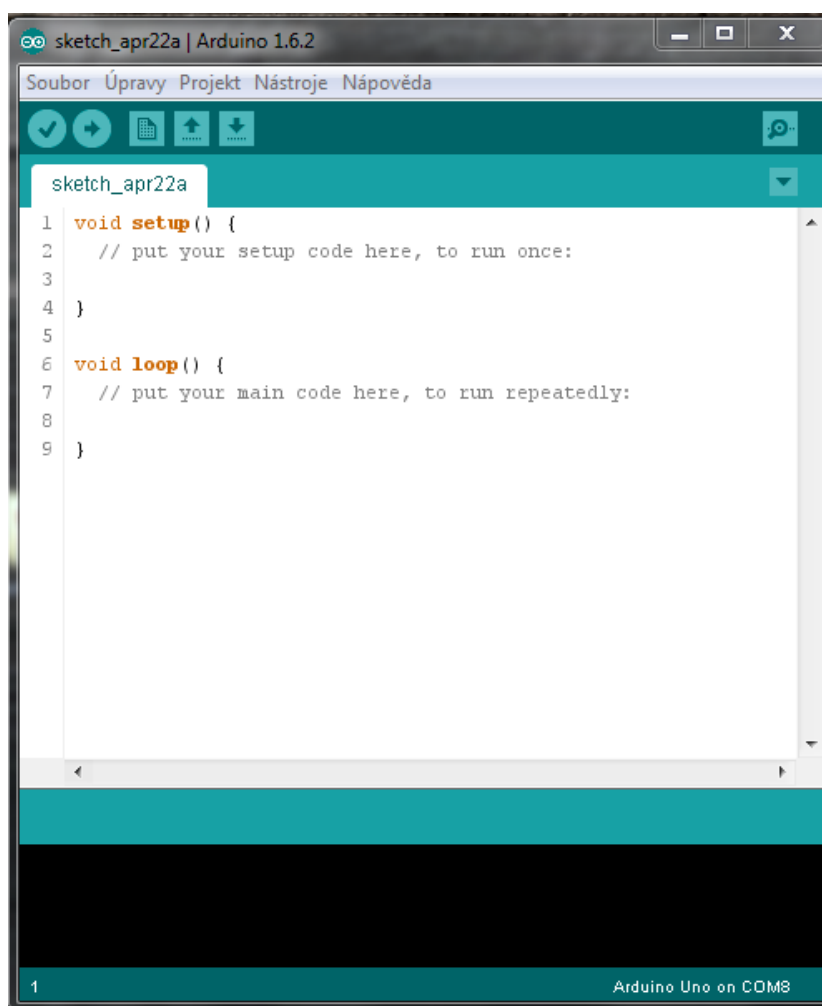 sketch_apr22a | Arduino 1.6.2
Soubor Úpravy Projekt Nástroje Nápověda
sketch_apr22a
1 void setup() {
2   // put your setup code here, to run once:
3
4 }
5
6 void loop() {
7   // put your main code here, to run repeatedly:
8
9 }
1 Arduino Uno on COM8